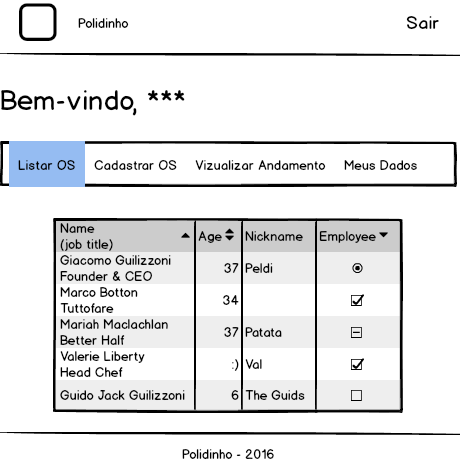 Polidinho
Sair
Bem-vindo, ***
Listar OS Cadastrar OS Vizualizar Andamento Meus Dados
Name
(job title) Age Nickname Employee
Giacomo Guilizzoni
Founder & CEO 37 Peldi
Marco Botton
Tuttofare 34
Mariah Maclachlan
Better Half 37 Patata
Valerie Liberty
Head Chef :) Val
Guido Jack Guilizzoni 6 The Guids
Polidinho - 2016